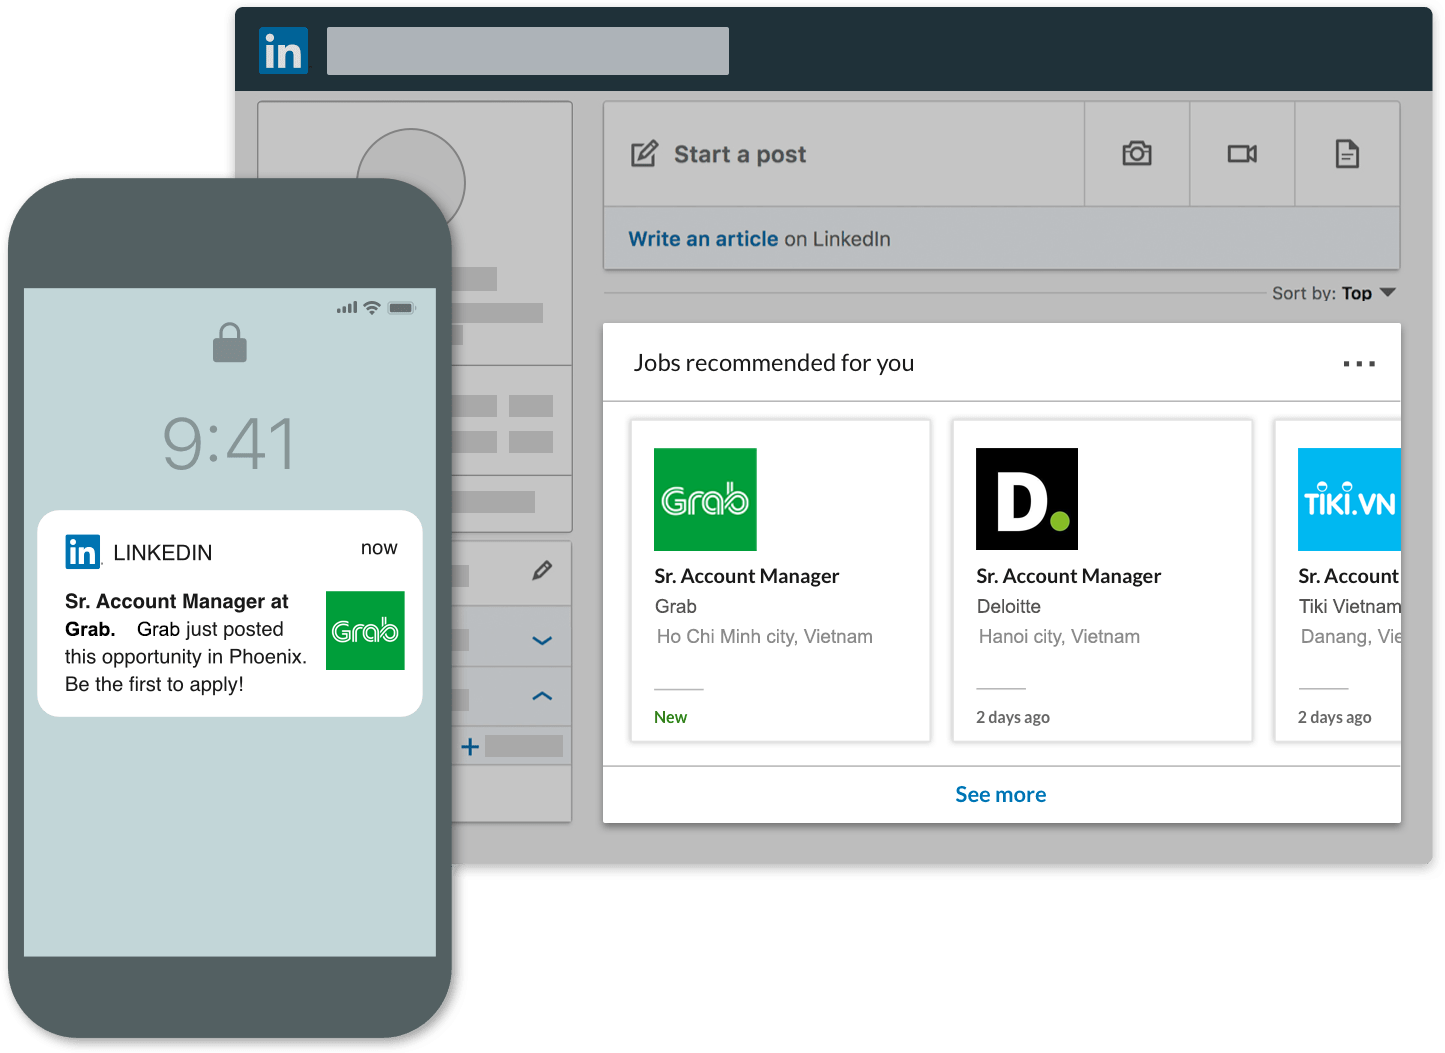 in
Start a post
Write an article on LinkedIn
Sort by: Top
Jobs recommended for you
Grab
Sr. Account Manager
Grab
Ho Chi Minh city, Vietnam
New
D.
Sr. Account Manager
Deloitte
Hanoi city, Vietnam
2 days ago
TIKI.VN
Sr. Account
Tiki Vietnam
Danang, Vie
2 days ago
See more
9:41
in LINKEDIN now
Sr. Account Manager at
Grab. Grab just posted
this opportunity in Phoenix.
Be the first to apply!
Grab